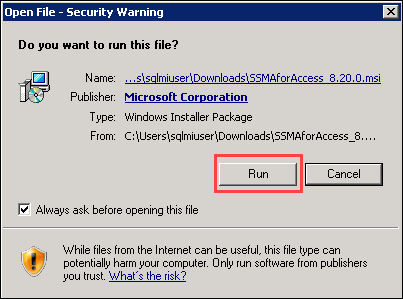 Open File - Security Warning
Do you want to run this file?
Name: ...s\sqlmiuser\Downloads\SSMAforAccess_8.20.0.msi
Publisher: Microsoft Corporation
Type: Windows Installer Package
From: C:\Users\sqlmiuser\Downloads\SSMAforAccess_8....
Run Cancel
Always ask before opening this file
While files from the Internet can be useful, this file type can
potentially harm your computer. Only run software from publishers
you trust. What's the risk?